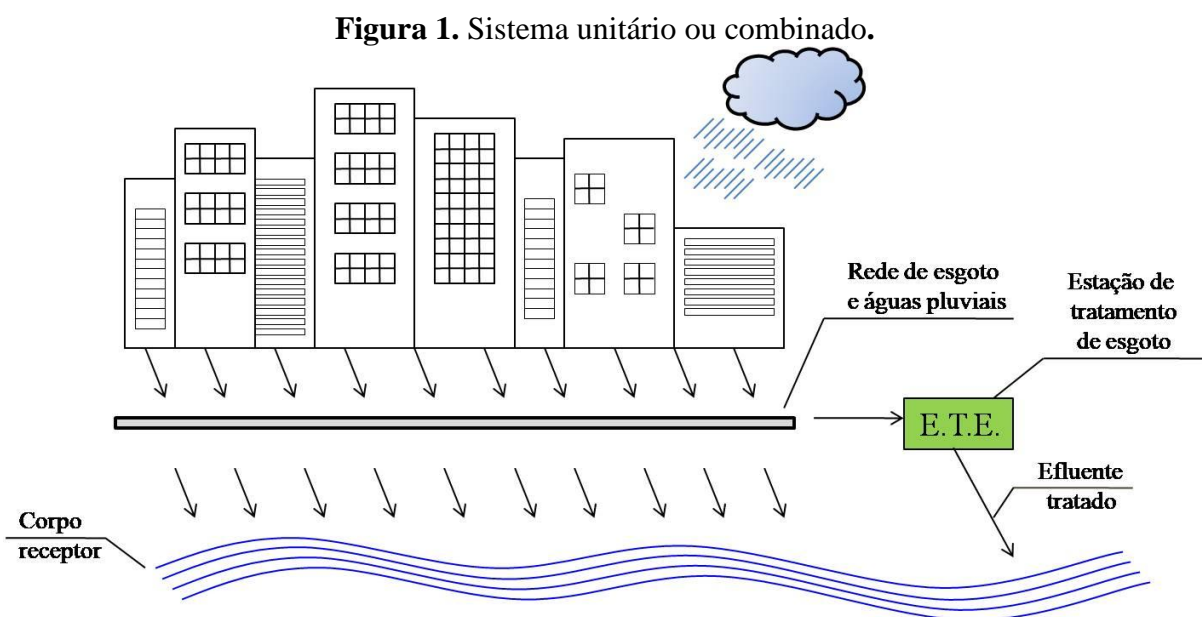 Figura 1. Sistema unitário ou combinado.
Rede de esgoto
e águas pluviais
Estação de
tratamento
de esgoto
E.T.E.
Efluente
tratado
Corpo
receptor